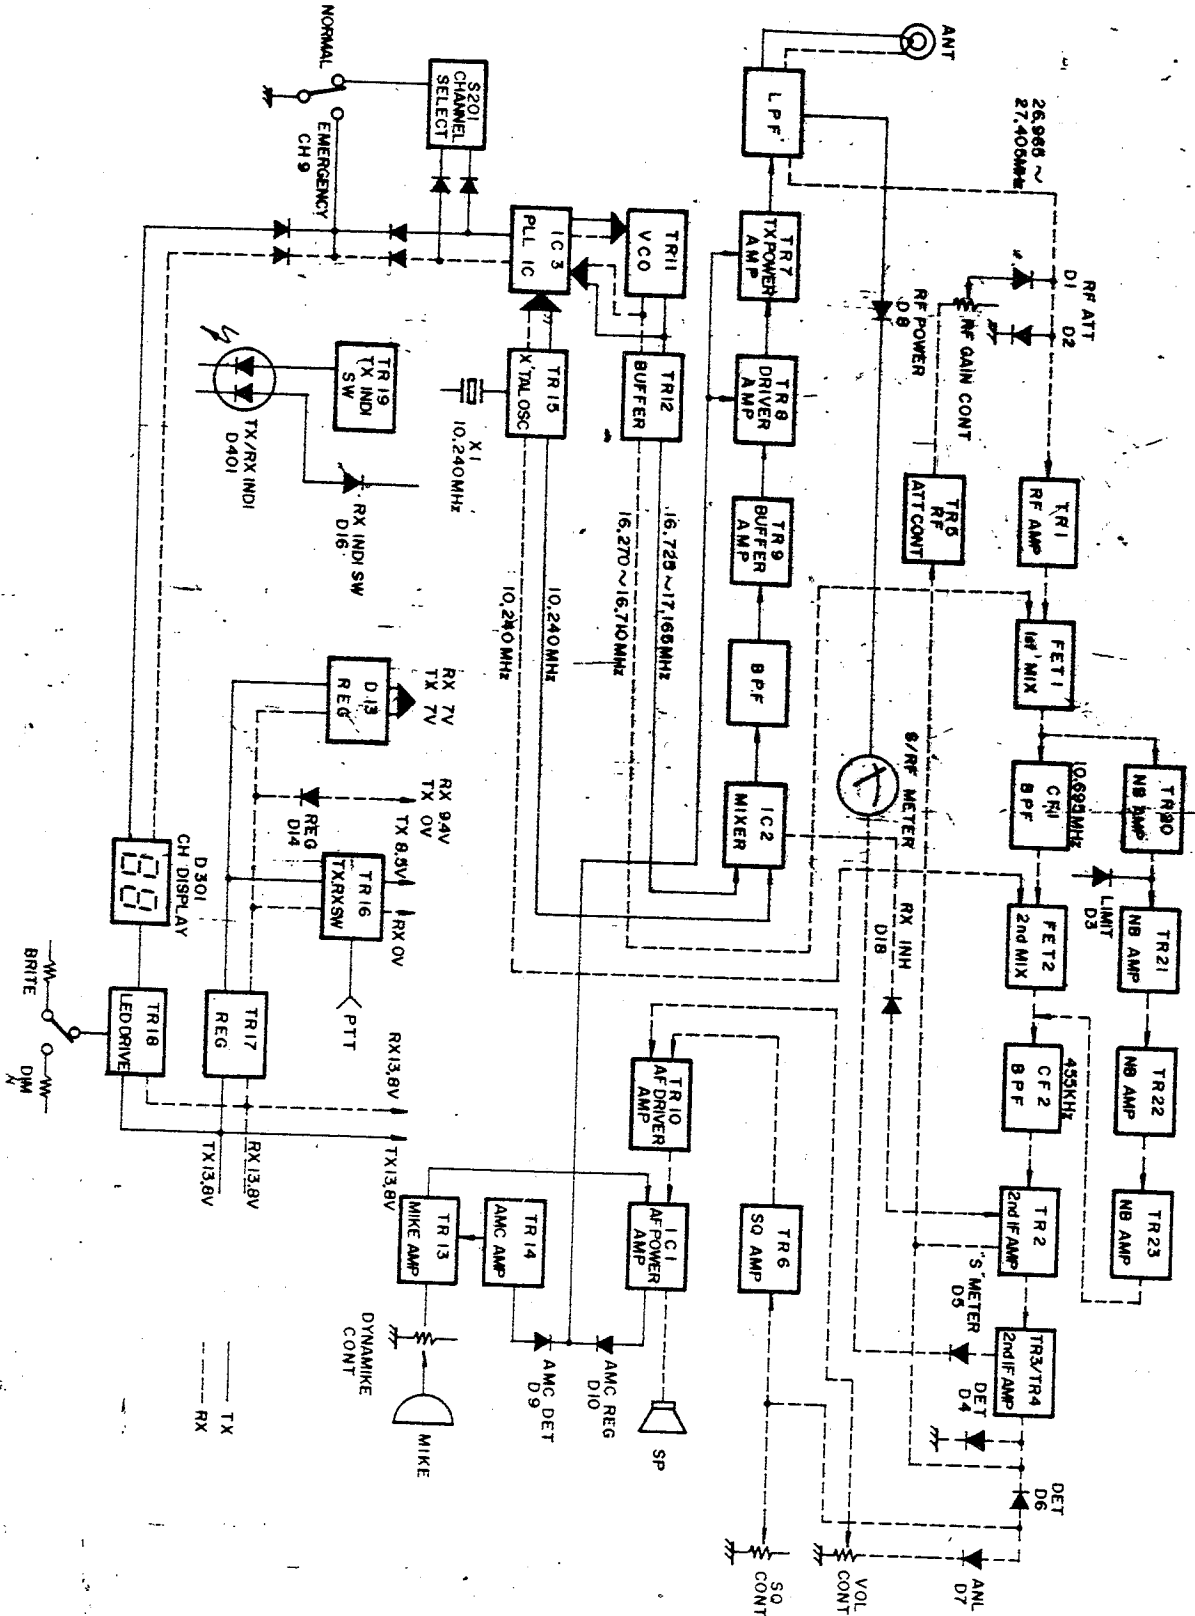 ANT
26.965 ~
27.405MHz
LPF
RF ATT
D1
D2
RF GAIN CONT
TR1
RF AMP
FET1
1st MIX
TR20
NB AMP
10.695MHz
CF1
BPF
LIMIT
D3
TR21
NB AMP
FET2
2nd MIX
TR22
NB AMP
455KHz
CF2
BPF
TR23
NB AMP
TR2
2nd IF AMP
"S" METER
D5
TR3/TR4
2nd IF AMP
DET
D4
DET
D6
ANL
D7
VOL
CONT
SQ
CONT
TR5
RF
ATT CONT
RF POWER
D8
S/RF METER
RX INH
D18
TR7
TX POWER
AMP
TR8
DRIVER
AMP
TR9
BUFFER
AMP
BPF
IC2
MIXER
TR6
SQ AMP
TR10
AF DRIVER
AMP
IC1
AF POWER
AMP
SP
TR11
VCO
TR12
BUFFER
16.725~17.165MHz
16.270~16.710MHz
IC3
PLL IC
TR15
X'TAL OSC
10.240MHz
10.240MHz
X1
10.240MHz
TR14
AMC AMP
AMC REG
D10
AMC DET
D9
TR13
MIKE AMP
DYNAMIKE
CONT
MIKE
S201
CHANNEL
SELECT
NORMAL
EMERGENCY
CH9
TR19
TX INDI
SW
TX/RX INDI
D401
RX INDI SW
D16
RX 7V
TX 7V
D13
REG
RX 9.4V
TX 0V
REG
D14
TX 8.5V
RX 0V
TR16
TX RX SW
PTT
D301
CH DISPLAY
TR17
REG
TR18
LED DRIVE
BRITE
DIM
RX13.8V
TX13.8V
RX13.8V
TX13.8V
TX
RX